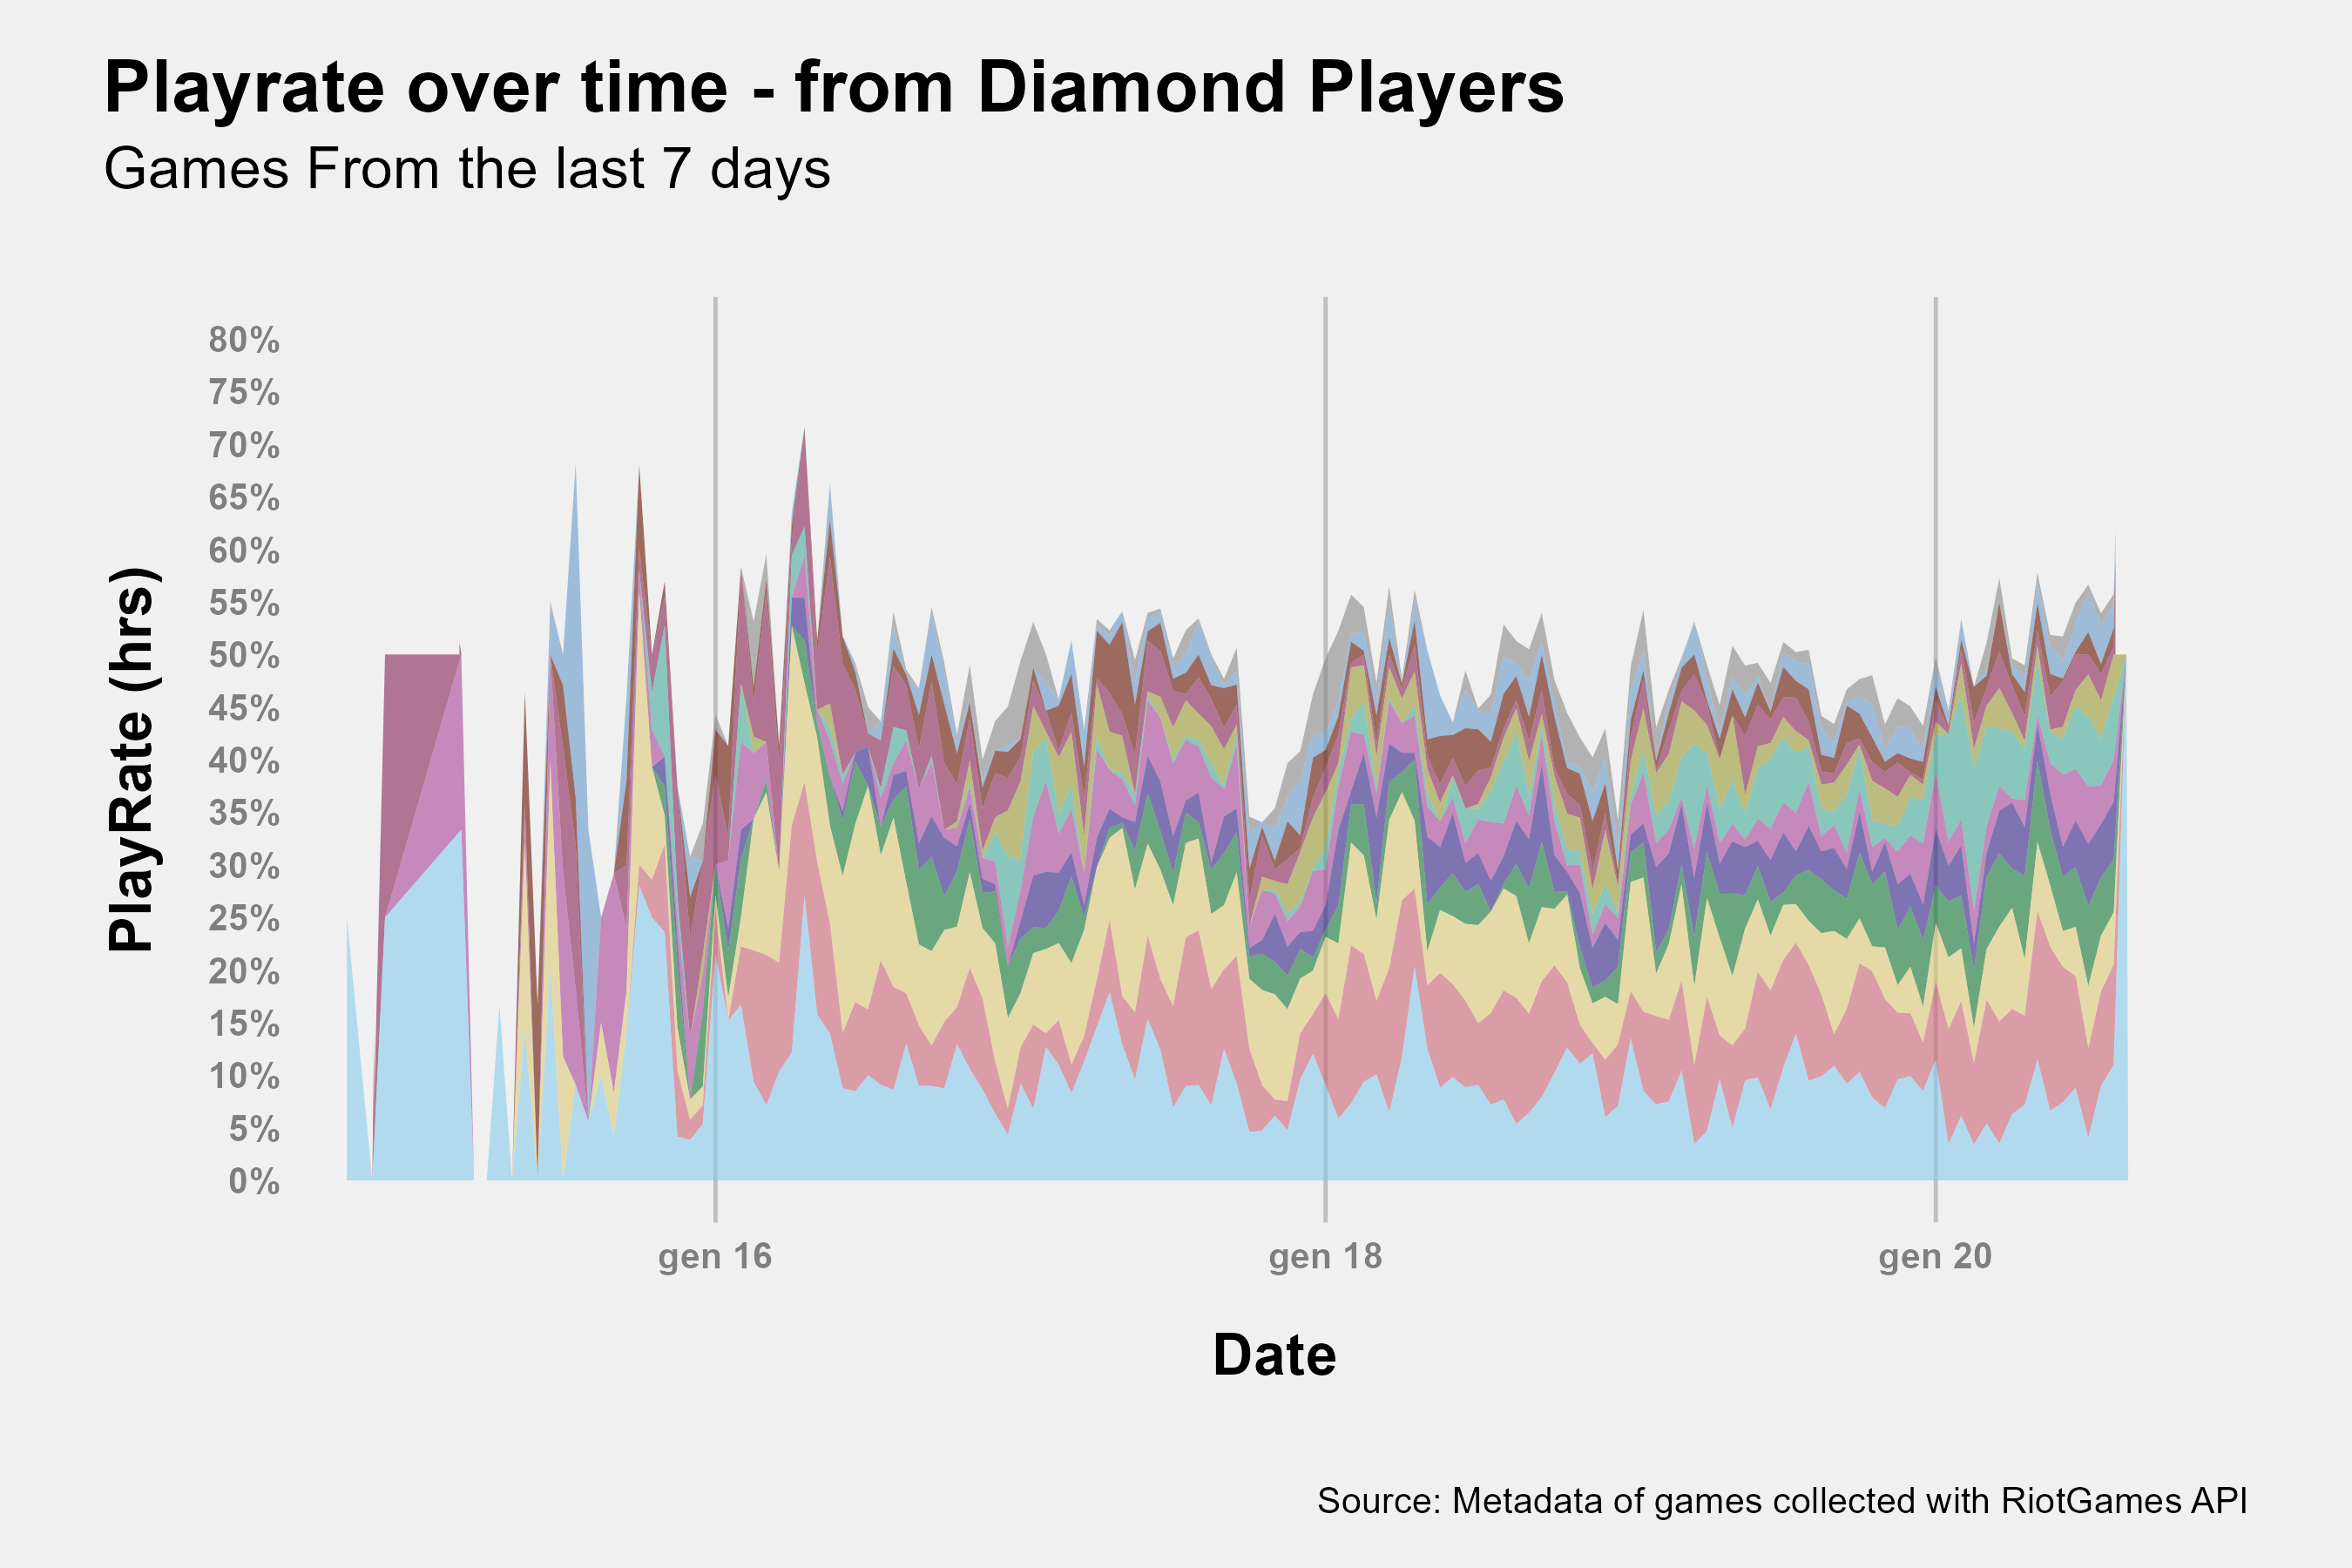 Playrate over time - from Diamond Players
Games From the last 7 days
PlayRate (hrs)
80%
75%
70%
65%
60%
55%
50%
45%
40%
35%
30%
25%
20%
15%
10%
5%
0%
gen 16
gen 18
gen 20
Date
Source: Metadata of games collected with RiotGames API